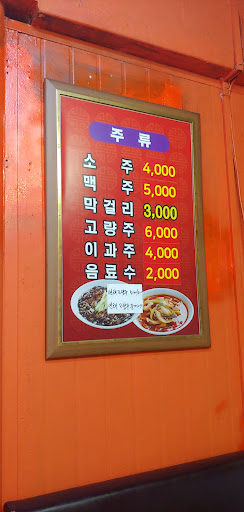 주 류
소 주 4,000
맥 주 5,000
막걸리 3,000
고량주 6,000
이과주 4,000
음료수 2,000